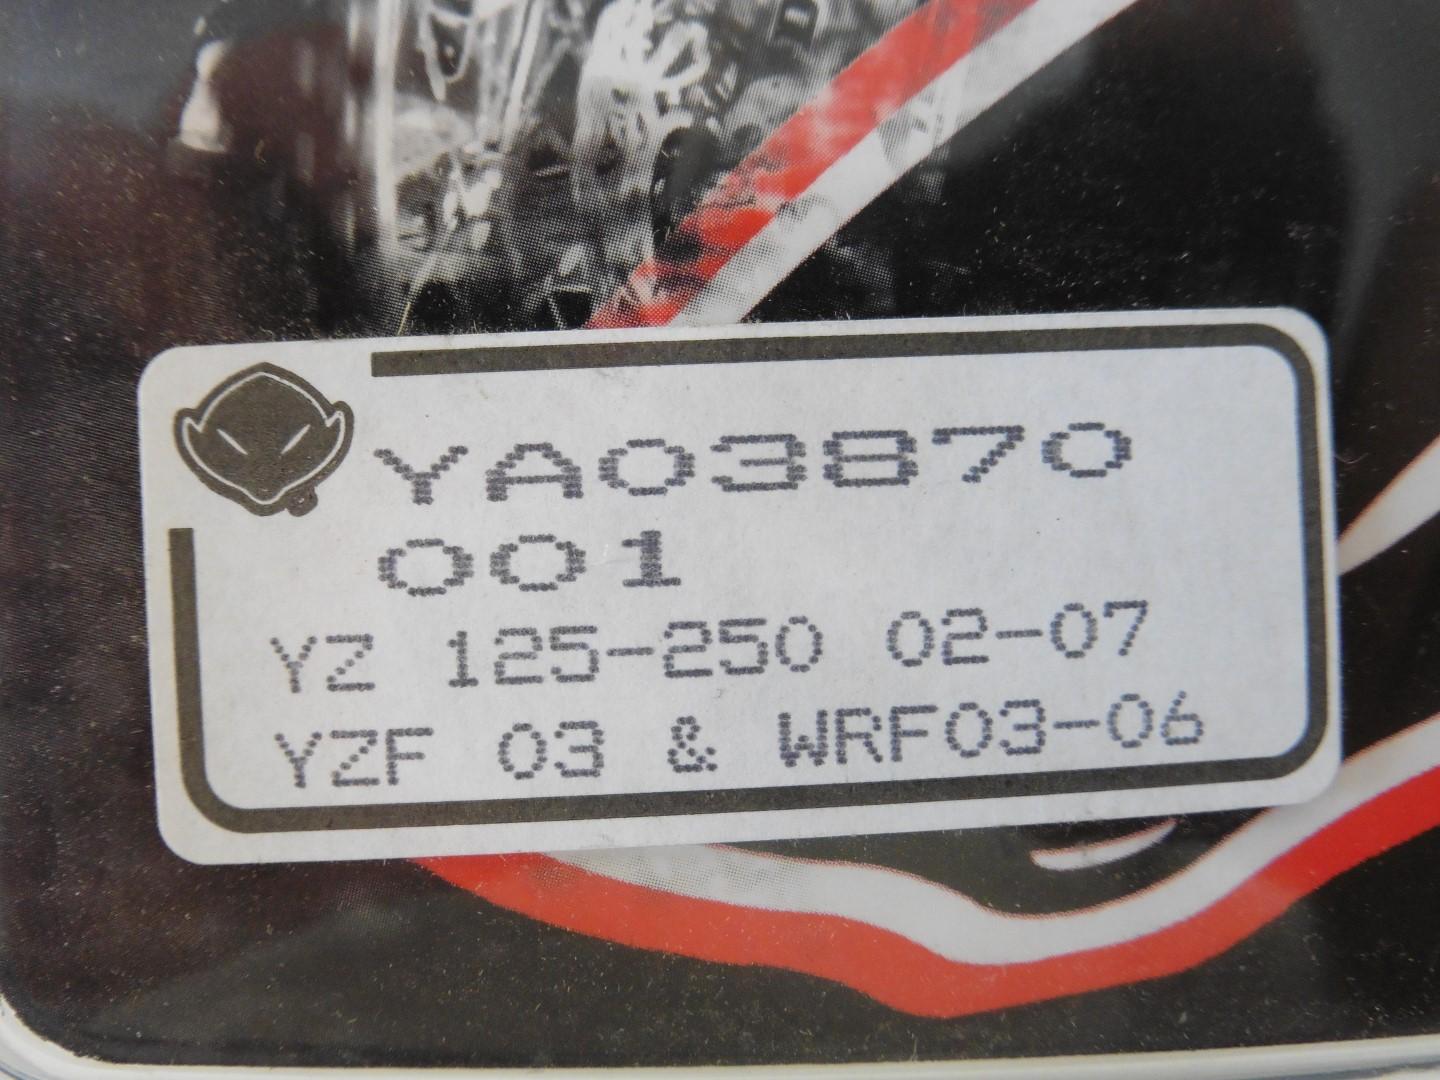 YA03870
001
YZ 125-250 02-07
YZF 03 & WRF03-06